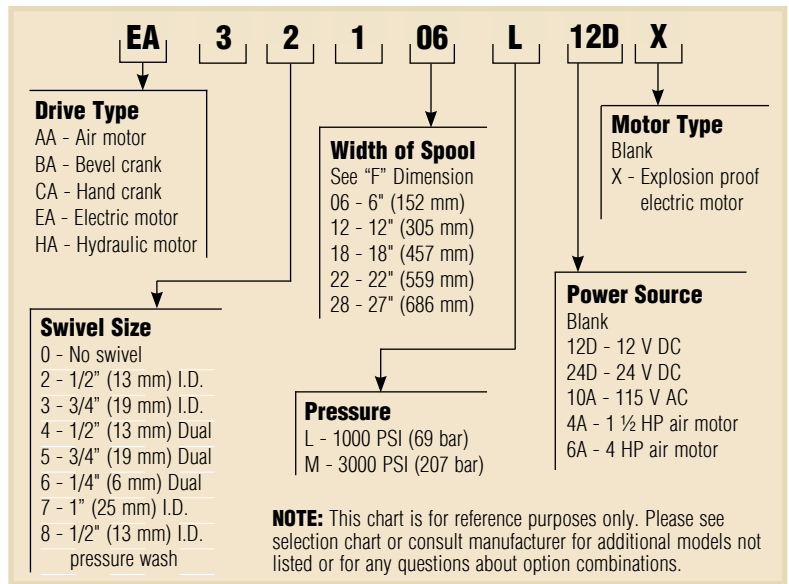 EA 3 2 1 06 L 12D X
Drive Type
AA - Air motor
BA - Bevel crank
CA - Hand crank
EA - Electric motor
HA - Hydraulic motor
Swivel Size
0 - No swivel
2 - 1/2" (13 mm) I.D.
3 - 3/4" (19 mm) I.D.
4 - 1/2" (13 mm) Dual
5 - 3/4" (19 mm) Dual
6 - 1/4" (6 mm) Dual
7 - 1" (25 mm) I.D.
8 - 1/2" (13 mm) I.D.
pressure wash
Width of Spool
See “F” Dimension
06 - 6" (152 mm)
12 - 12" (305 mm)
18 - 18" (457 mm)
22 - 22" (559 mm)
28 - 27" (686 mm)
Pressure
L - 1000 PSI (69 bar)
M - 3000 PSI (207 bar)
Motor Type
Blank
X - Explosion proof
electric motor
Power Source
Blank
12D - 12 V DC
24D - 24 V DC
10A - 115 V AC
4A - 1 ½ HP air motor
6A - 4 HP air motor
NOTE: This chart is for reference purposes only. Please see
selection chart or consult manufacturer for additional models not
listed or for any questions about option combinations.